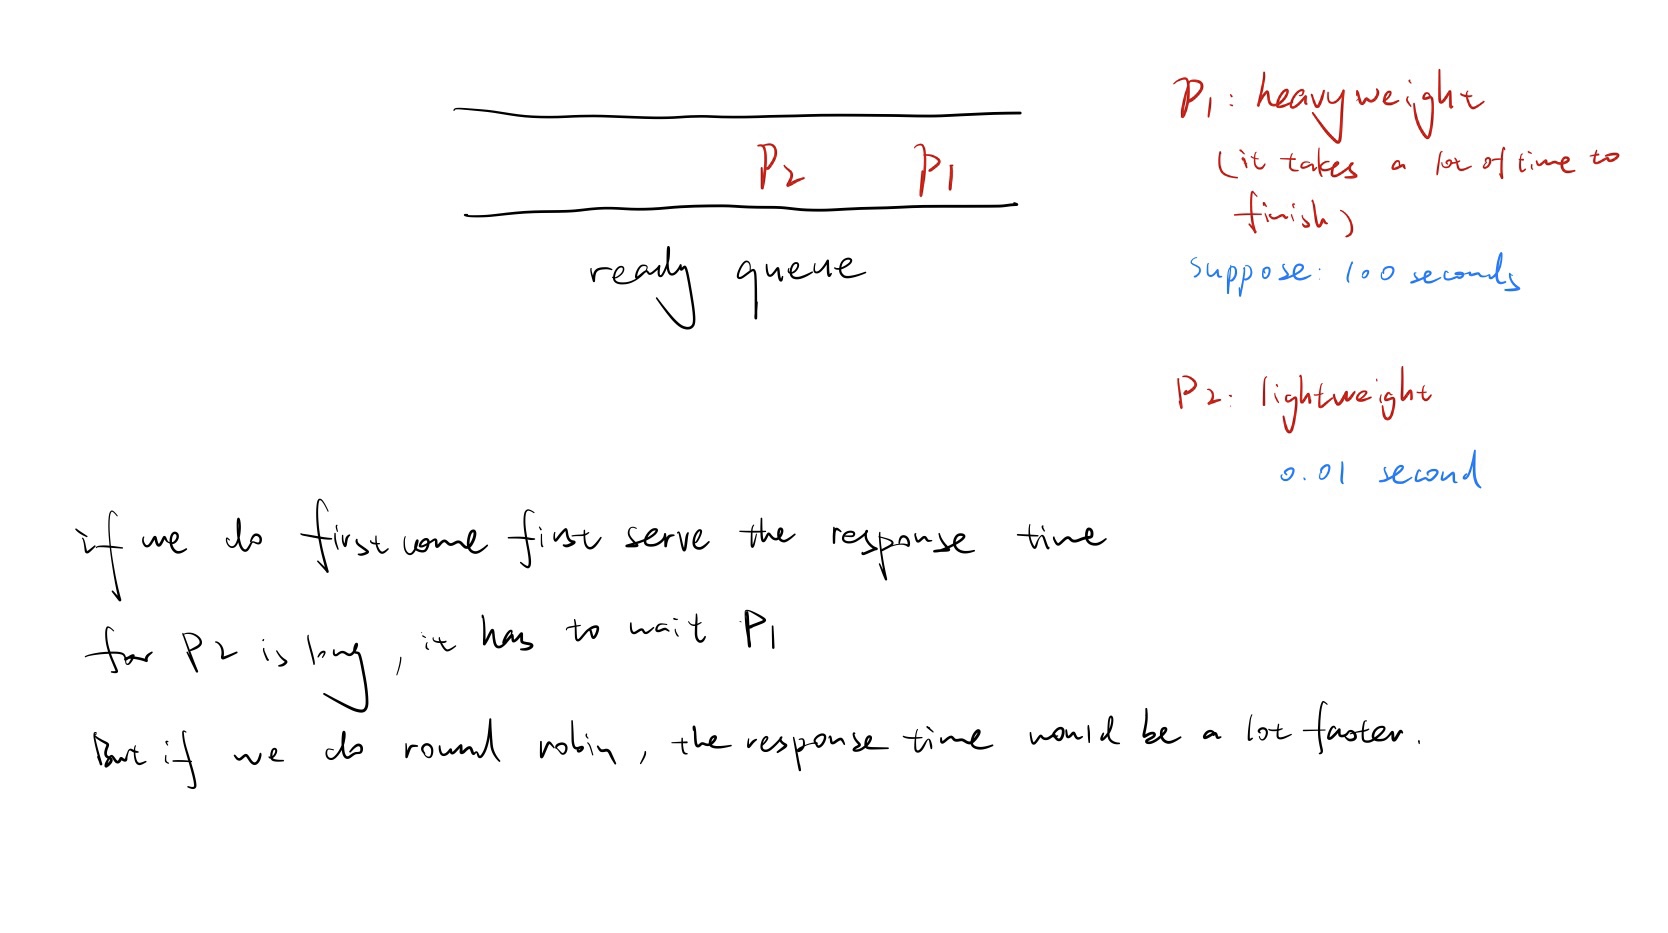 P1: heavyweight
(it takes a lot of time to
finish)
suppose: 100 seconds
P2 P1
ready queue
P2: lightweight
0.01 second
if we do first come first serve the response time
for P2 is long, it has to wait P1
But if we do round robin, the response time would be a lot faster.